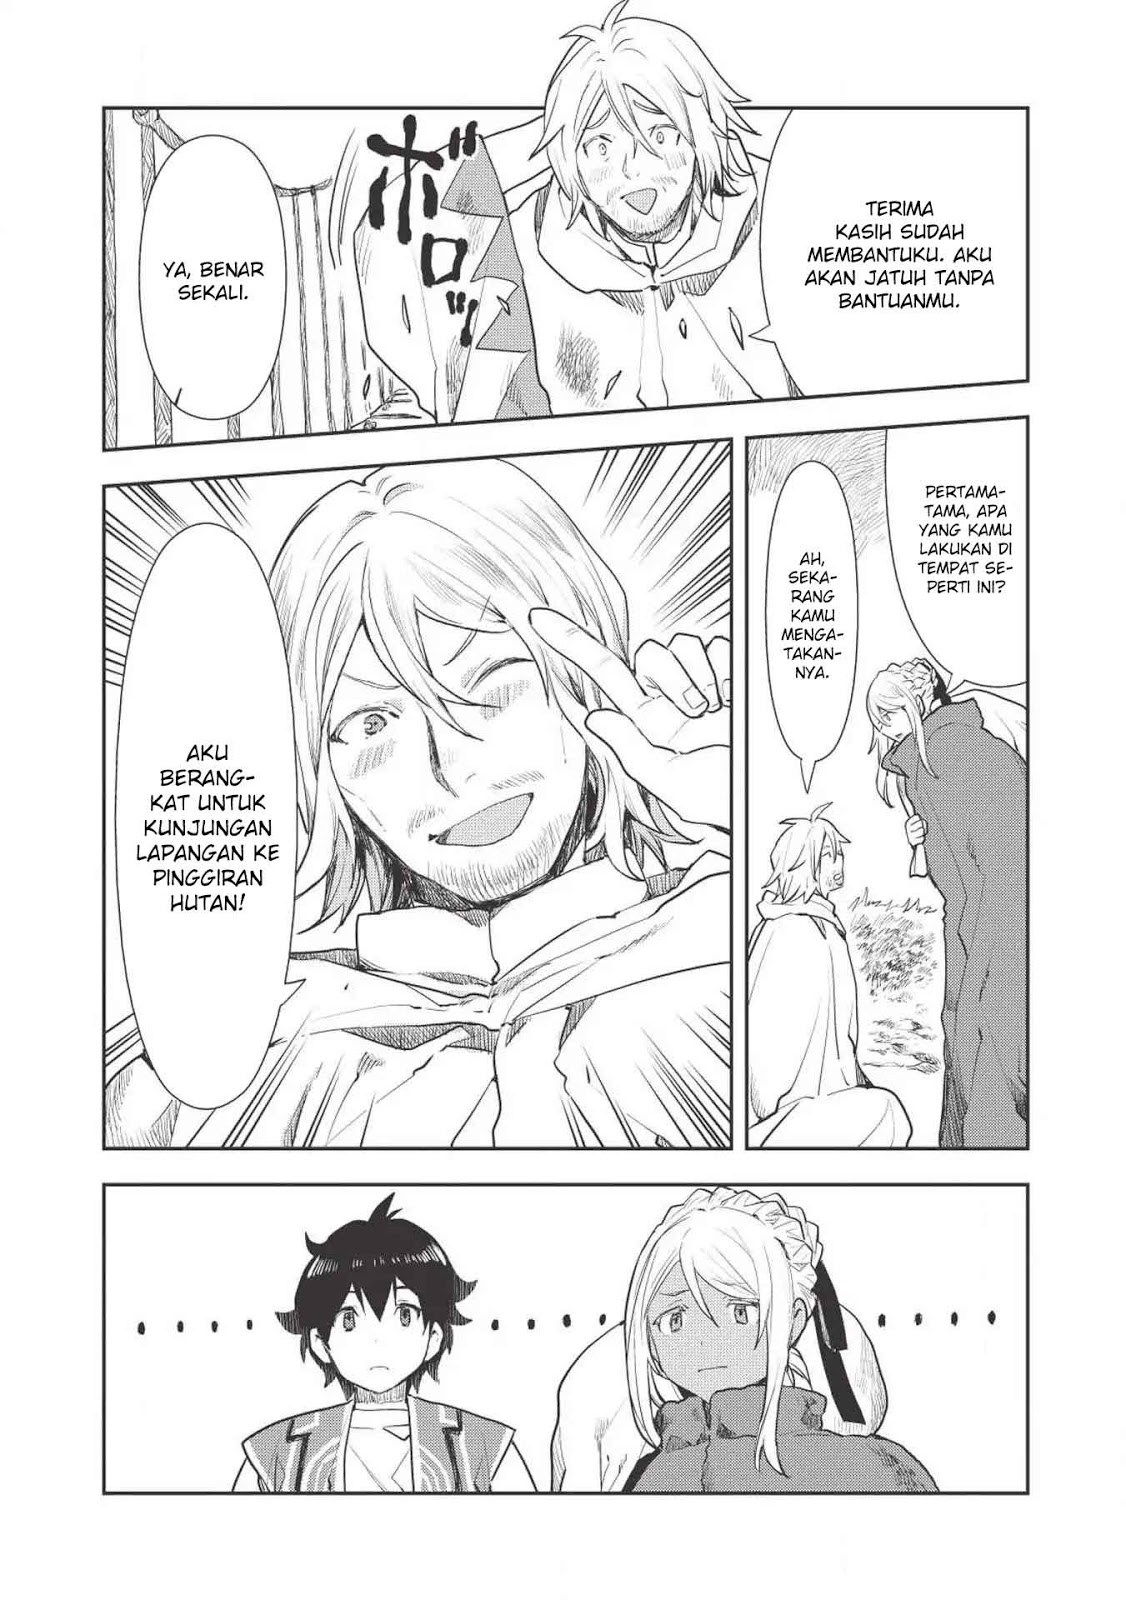 TERIMA
KASIH SUDAH
MEMBANTUKU. AKU
AKAN JATUH TANPA
BANTUANMU.
ボロッ
YA, BENAR
SEKALI.
PERTAMA-
TAMA, APA
YANG KAMU
LAKUKAN DI
TEMPAT SE-
PERTI INI?
AH,
SEKA-
RANG
KAMU
MENGA-
TAKAN-
NYA.
AKU
BERANG-
KAT UNTUK
KUNJUNGAN
LAPANGAN KE
PINGGIRAN
HUTAN!